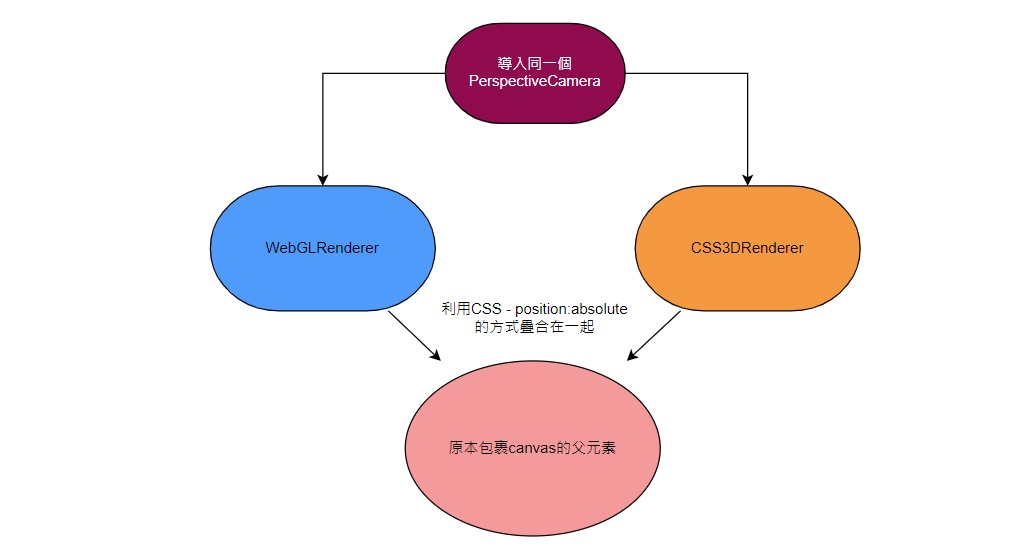 導入同一個
PerspectiveCamera
WebGLRenderer
CSS3DRenderer
利用CSS - position:absolute
的方式疊合在一起
原本包裹canvas的父元素